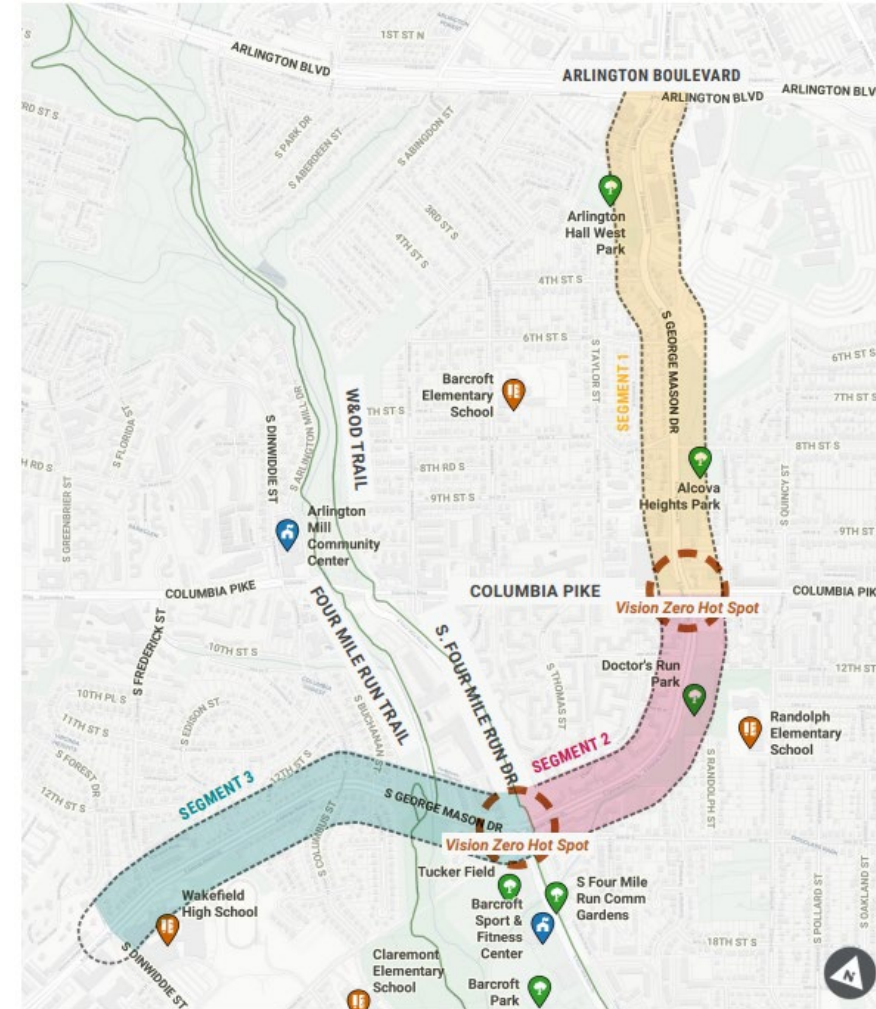 1ST ST N
ARLINGTON BLVD
ARLINGTON BOULEVARD
ARLINGTON BLVD
ARLINGTON BLV
RD ST S
S PARK DR
S ABERDEEN ST
S ABINGDON ST
Arlington
Hall West
Park
3RD ST S
4TH ST S
4TH ST S
6TH ST S
S TAYLOR ST
SEGMENT 1
S GEORGE MASON DR
6TH ST S
7TH ST S
Barcroft
Elementary
School
W&OD TRAIL
TH ST S
S ARLINGTON MILL DR
S DINWIDDIE ST
S FLORIDA ST
H RD S
S GREENBRIER ST
8TH RD S
9TH ST S
8TH ST S
S QUINCY ST
Alcova
Heights Park
9TH ST
Arlington
Mill
Community
Center
COLUMBIA PIKE
COLUMBIA PIKE
COLUMBIA PIK
Vision Zero Hot Spot
FOUR MILE RUN TRAIL
S. FOUR MILE RUN DR
S FREDERICK ST
10TH ST S
10TH PL S
11TH ST S
S EDISON ST
S FOREST DR
12TH ST S
12TH ST S
S BUCHANAN ST
S THOMAS ST
Doctor's Run
Park
12TH ST
Randolph
Elementary
School
S RANDOLPH ST
SEGMENT 2
SEGMENT 3
S GEORGE MASON DR
S COLUMBUS ST
Vision Zero Hot Spot
Tucker Field
S Four Mile
Run Comm
Gardens
Barcroft
Sport &
Fitness
Center
Wakefield
High School
S DINWIDDIE ST
Claremont
Elementary
School
Barcroft
Park
18TH ST S
S POLLARD ST
S OAKLAND ST
N